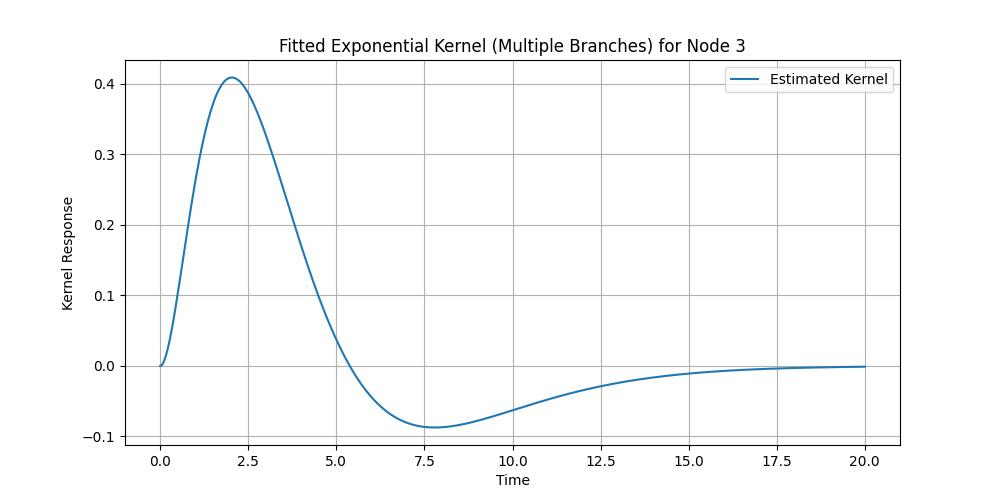 Fitted Exponential Kernel (Multiple Branches) for Node 3
Estimated Kernel
Kernel Response
0.4
0.3
0.2
0.1
0.0
−0.1
0.0 2.5 5.0 7.5 10.0 12.5 15.0 17.5 20.0
Time